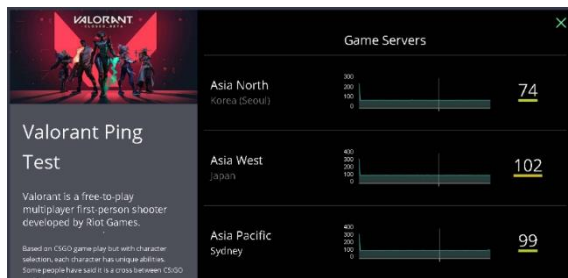 VALORANT
CLOSED BETA
Valorant Ping
Test
Valorant is a free-to-play
multiplayer first-person shooter
developed by Riot Games.
Based on CSGO game play but with character
selection, each character has unique abilities.
Some people have said it is a cross between CSGO
Game Servers
Asia North
Korea (Seoul)
300
200
100
0
74
Asia West
Japan
400
300
200
100
0
102
Asia Pacific
Sydney
400
300
200
100
0
99